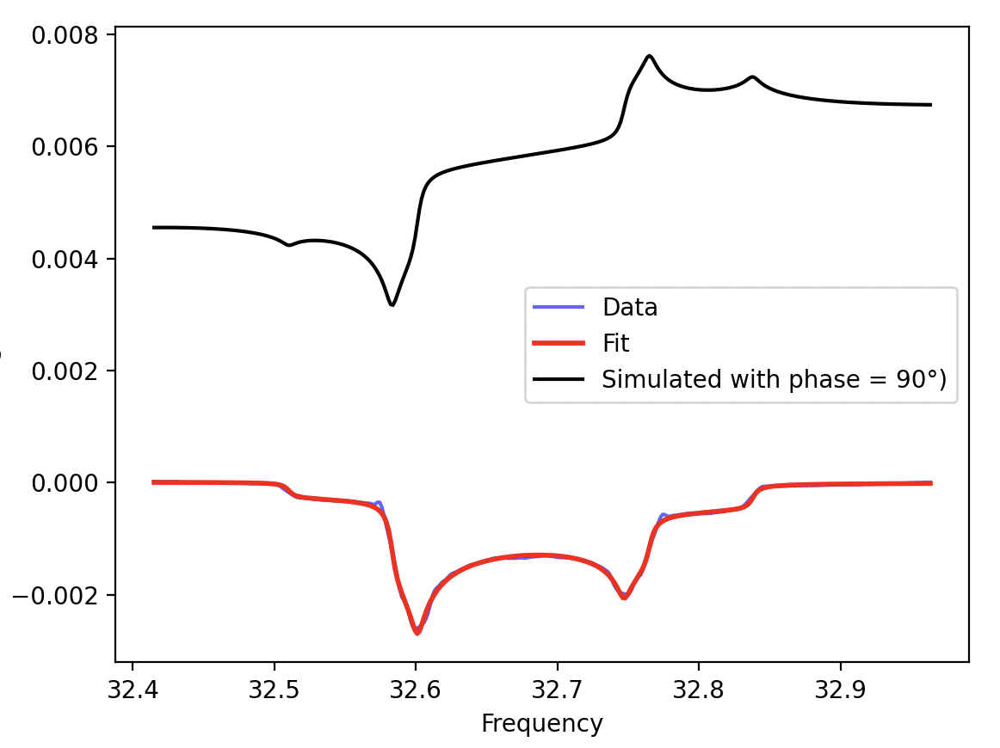 0.008
0.006
0.004
0.002
0.000
−0.002
Data
Fit
Simulated with phase = 90°)
32.4 32.5 32.6 32.7 32.8 32.9
Frequency